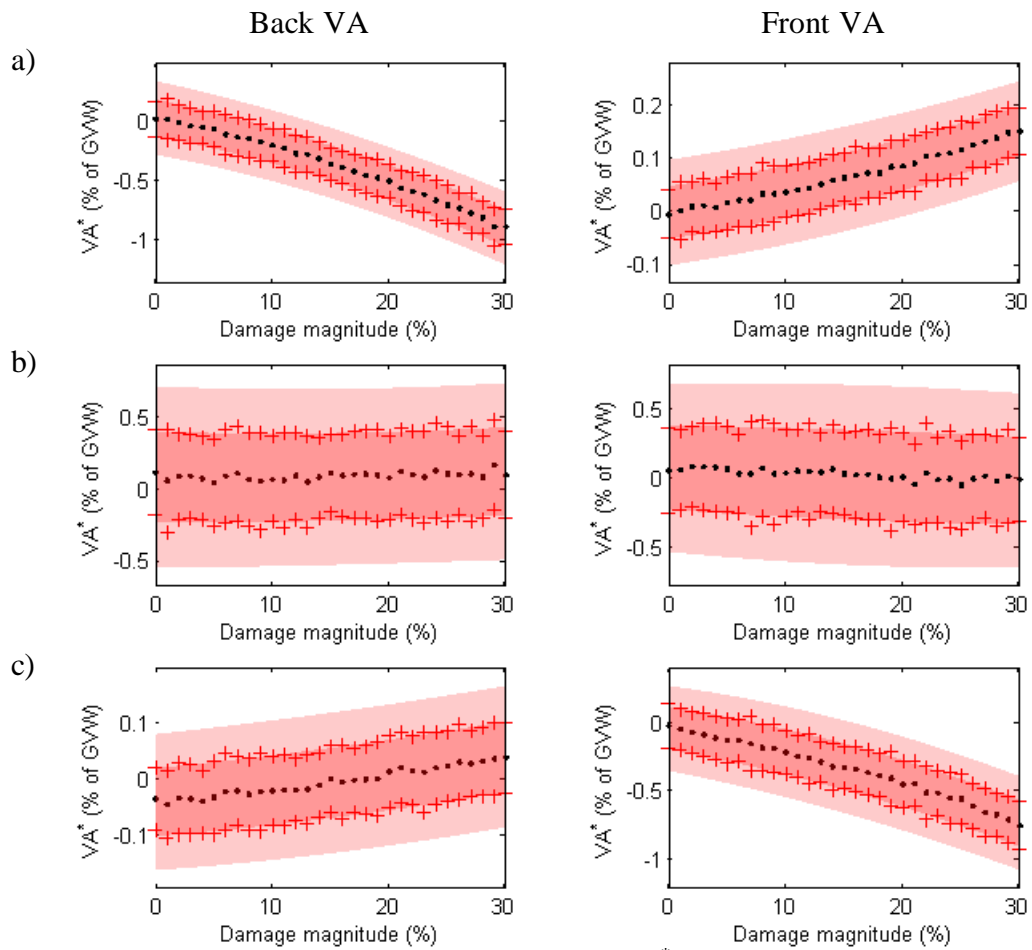 Back VA
Front VA
a)
VA* (% of GVW)
0
-0.5
-1
0 10 20 30
Damage magnitude (%)
VA* (% of GVW)
0.2
0.1
0
-0.1
0 10 20 30
Damage magnitude (%)
b)
VA* (% of GVW)
0.5
0
-0.5
0 10 20 30
Damage magnitude (%)
VA* (% of GVW)
0.5
0
-0.5
0 10 20 30
Damage magnitude (%)
c)
VA* (% of GVW)
0.1
0
-0.1
0 10 20 30
Damage magnitude (%)
VA* (% of GVW)
0
-0.5
-1
0 10 20 30
Damage magnitude (%)
*